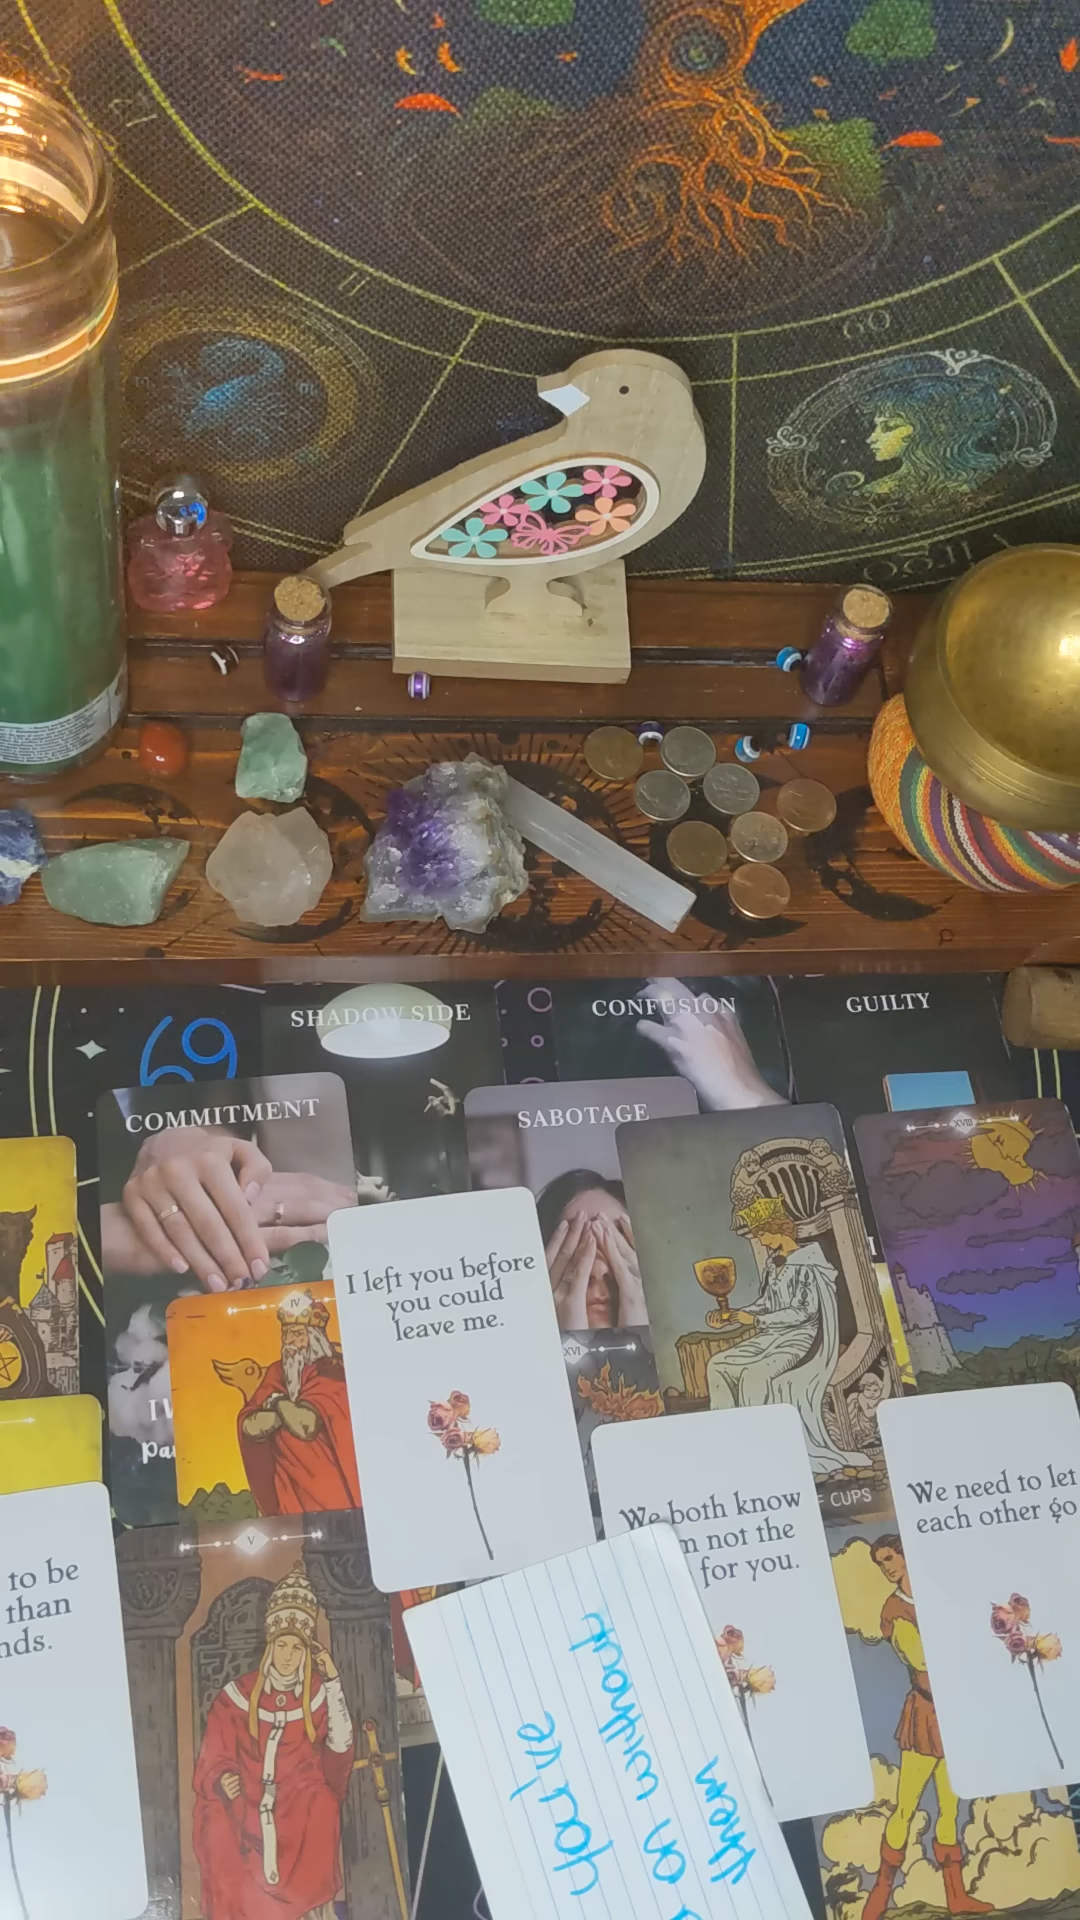 SHADOW SIDE
CONFUSION
GUILTY
COMMITMENT
SABOTAGE
XVIII
IV
I left you before
you could
leave me.
XVI
CUPS
We both know
not the
for you.
We need to let
each other go
V
to be
than
You've
on without
them